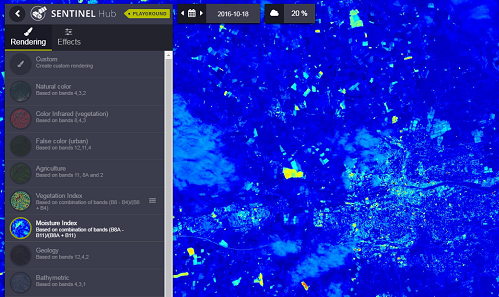 SENTINEL Hub
PLAYGROUND
2016-10-18
20 %
Rendering
Effects
Custom
Create custom rendering
Natural color
Based on bands 4,3,2
Color Infrared (vegetation)
Based on bands 8,4,3
False color (urban)
Based on bands 12,11,4
Agriculture
Based on bands 11, 8A and 2
Vegetation Index
Based on combination of bands (B8 - B4)/(B8
+ B4)
Moisture Index
Based on combination of bands (B8A -
B11)/(B8A + B11)
Geology
Based on bands 12,4,2
Bathymetric
Based on bands 4,3,1